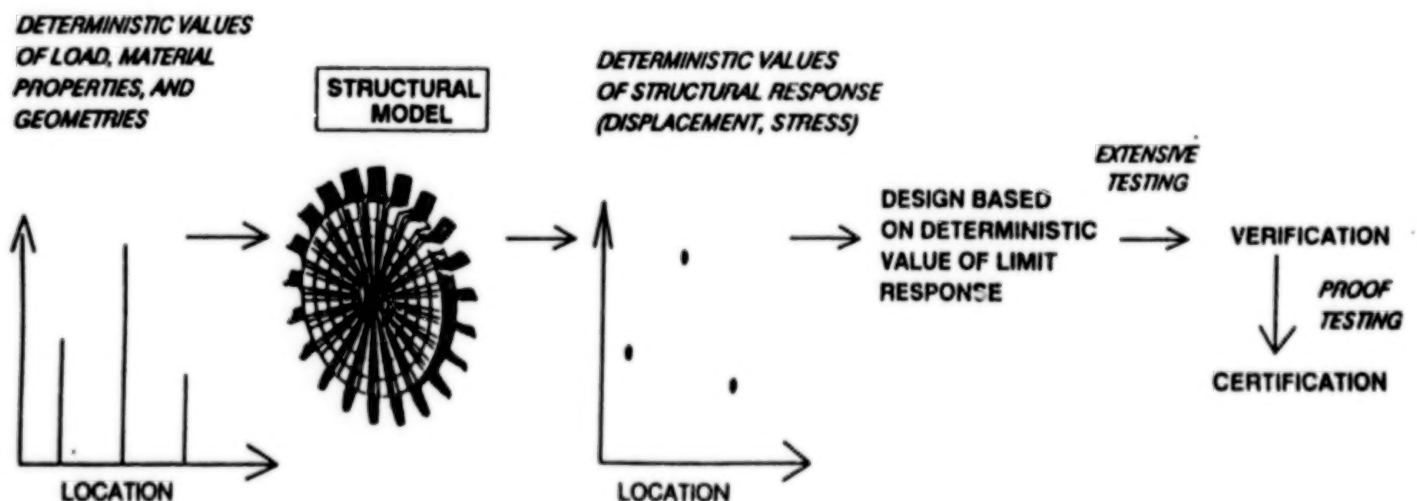 DETERMINISTIC VALUES
OF LOAD, MATERIAL
PROPERTIES, AND
GEOMETRIES
STRUCTURAL
MODEL
DETERMINISTIC VALUES
OF STRUCTURAL RESPONSE
(DISPLACEMENT, STRESS)
DESIGN BASED
ON DETERMINISTIC
VALUE OF LIMIT
RESPONSE
EXTENSIVE
TESTING
VERIFICATION
PROOF
TESTING
CERTIFICATION
LOCATION
LOCATION